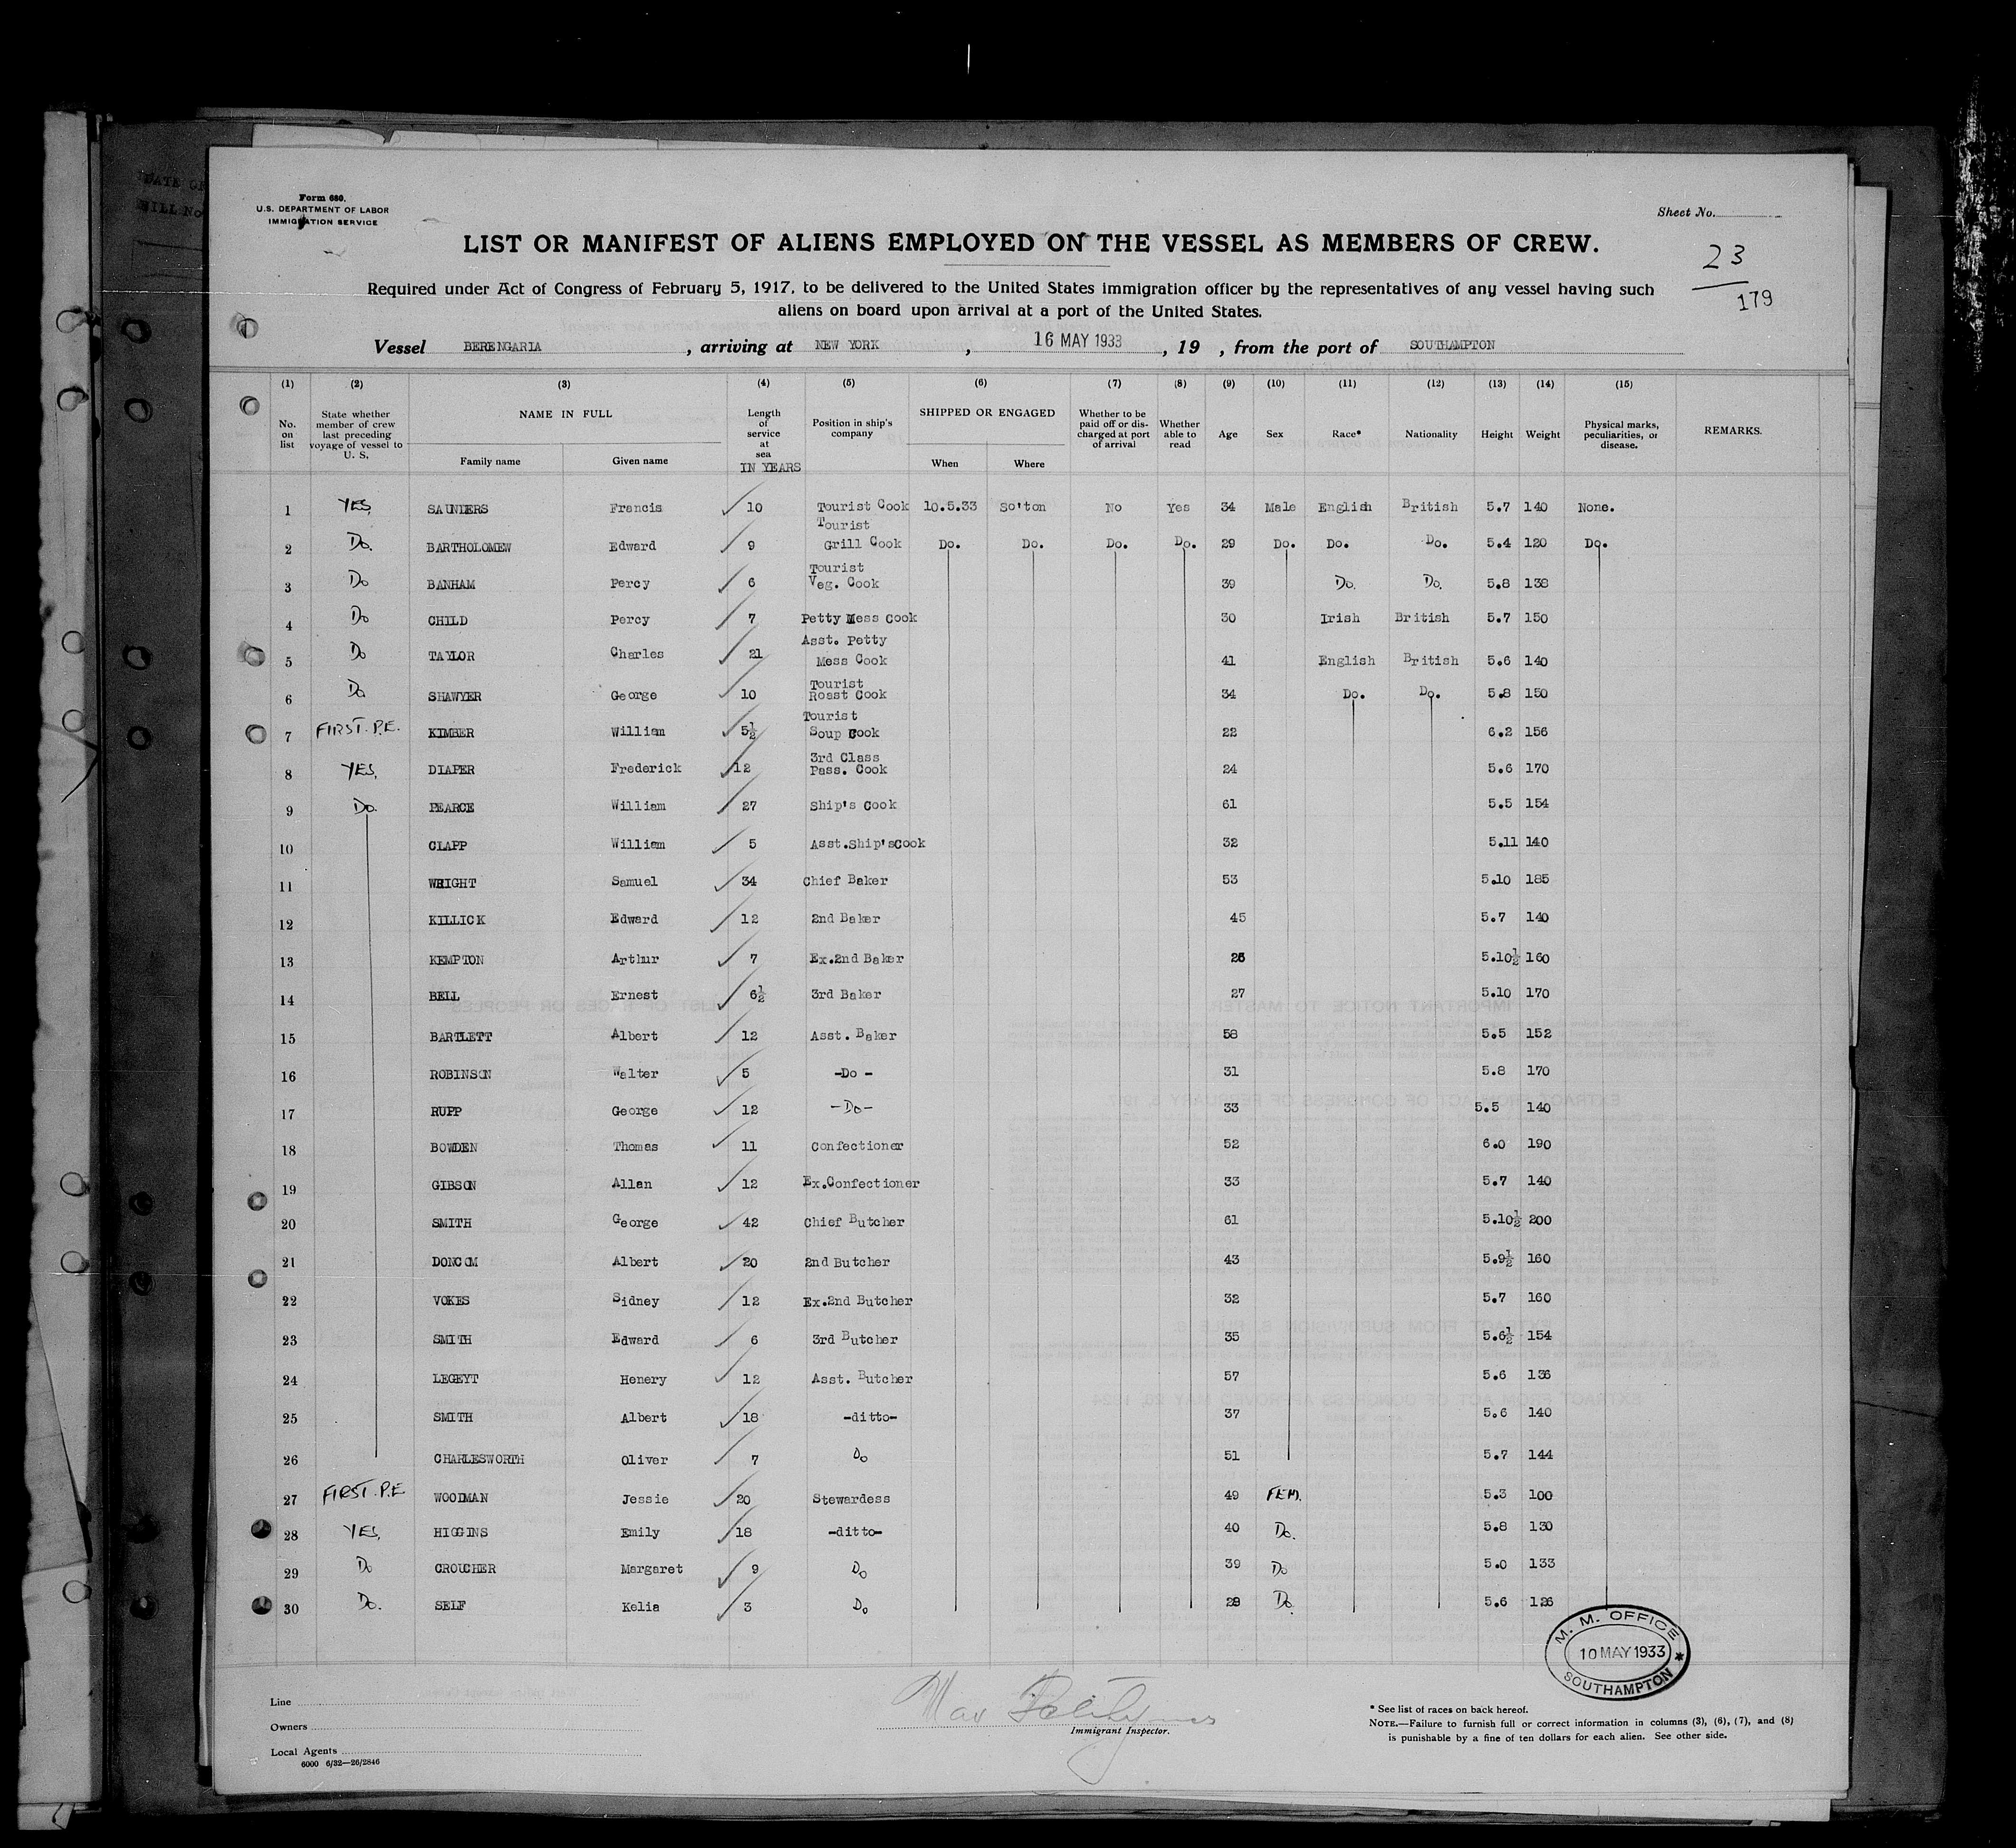 DATE OF
BILL No
Form 680.
U.S. DEPARTMENT OF LABOR
IMMIGRATION SERVICE
Sheet No.
LIST OR MANIFEST OF ALIENS EMPLOYED ON THE VESSEL AS MEMBERS OF CREW.
23
179
Required under Act of Congress of February 5, 1917, to be delivered to the United States immigration officer by the representatives of any vessel having such
aliens on board upon arrival at a port of the United States.
Vessel BERENGARIA , arriving at NEW YORK , 16 MAY 1933 , 19 , from the port of SOUTHAMPTON
(1) (2) (3) (4) (5) (6) (7) (8) (9) (10) (11) (12) (13) (14) (15)
No. on list State whether member of crew last preceding voyage of vessel to U. S. NAME IN FULL Family name Given name Length of service at sea IN YEARS Position in ship's company SHIPPED OR ENGAGED When Where Whether to be paid off or discharged at port of arrival Whether able to read Age Sex Race* Nationality Height Weight Physical marks, peculiarities, or disease. REMARKS.
1 YES SAUNDERS Francis 10 Tourist Cook 10.5.33 So'ton No Yes 34 Male English British 5.7 140 None.
2 Do. BARTHOLOMEW Edward 9 Tourist Grill Cook Do. Do. Do. Do. 29 Do. Do. Do. 5.4 120 Do.
3 Do BANHAM Percy 6 Tourist Veg. Cook 39 Do. Do. 5.8 138
4 Do CHILD Percy 7 Petty Mess Cook 30 Irish British 5.7 150
5 Do TAYLOR Charles 21 Asst. Petty Mess Cook 41 English British 5.6 140
6 Do SHAWYER George 10 Tourist Roast Cook 34 Do. Do. 5.8 150
7 FIRST. P.E. KIMBER William 5½ Tourist Soup Cook 22 6.2 156
8 YES. DIAPER Frederick 12 3rd Class Pass. Cook 24 5.6 170
9 Do. PEARCE William 27 Ship's Cook 61 5.5 154
10 CLAPP William 5 Asst.Ship'sCook 32 5.11 140
11 WRIGHT Samuel 34 Chief Baker 53 5.10 185
12 KILLICK Edward 12 2nd Baker 45 5.7 140
13 KEMPTON Arthur 7 Ex.2nd Baker 5.10½ 160
14 BELL Ernest 6½ 3rd Baker 27 5.10 170
15 BARTLETT Albert 12 Asst. Baker 58 5.5 152
16 ROBINSON Walter 5 -Do - 31 5.8 170
17 RUPP George 12 -Do- 33 5.5 140
18 BOWDEN Thomas 11 Confectioner 52 6.0 190
19 GIBSON Allan 12 Ex.Confectioner 33 5.7 140
20 SMITH George 42 Chief Butcher 61 5.10½ 200
21 DONCOM Albert 20 2nd Butcher 43 5.9½ 160
22 VOKES Sidney 12 Ex.2nd Butcher 32 5.7 160
23 SMITH Edward 6 3rd Butcher 35 5.6½ 154
24 LEGEYT Henery 12 Asst. Butcher 57 5.6 136
25 SMITH Albert 18 -ditto- 37 5.6 140
26 CHARLESWORTH Oliver 7 Do 51 5.7 144
27 FIRST. P.E WOODMAN Jessie 20 Stewardess 49 FEM. 5.3 100
28 YES. HIGGINS Emily 18 -ditto- 40 Do. 5.8 130
29 Do CROUCHER Margaret 9 Do 39 Do 5.0 133
30 Do. SELF Kelia 3 Do Do. 5.6 126
M. M. OFFICE
10 MAY 1933
SOUTHAMPTON
Line
Owners
Local Agents
6000 6/32—26/2846
Max
Immigrant Inspector.
* See list of races on back hereof.
NOTE.—Failure to furnish full or correct information in columns (3), (6), (7), and (8)
is punishable by a fine of ten dollars for each alien. See other side.